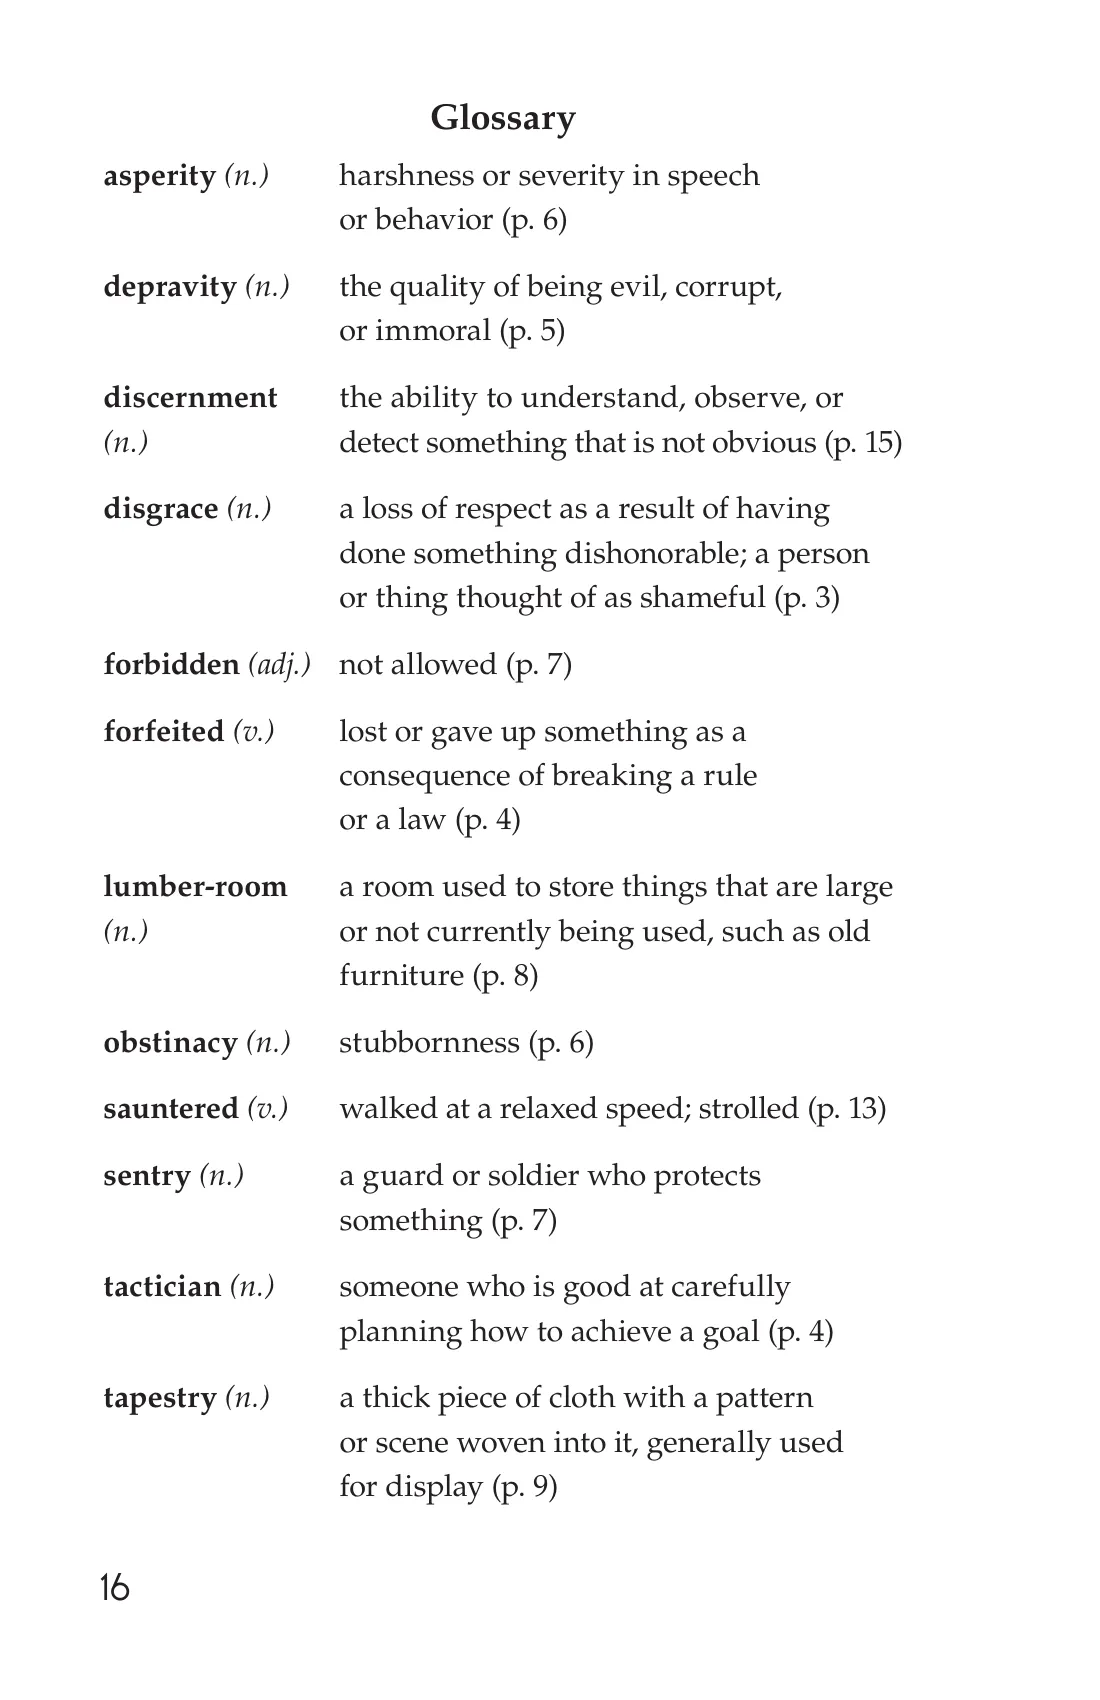 Glossary
asperity (n.) harshness or severity in speech
or behavior (p. 6)
depravity (n.) the quality of being evil, corrupt,
or immoral (p. 5)
discernment the ability to understand, observe, or
(n.) detect something that is not obvious (p. 15)
disgrace (n.) a loss of respect as a result of having
done something dishonorable; a person
or thing thought of as shameful (p. 3)
forbidden (adj.) not allowed (p. 7)
forfeited (v.) lost or gave up something as a
consequence of breaking a rule
or a law (p. 4)
lumber-room a room used to store things that are large
(n.) or not currently being used, such as old
furniture (p. 8)
obstinacy (n.) stubbornness (p. 6)
sauntered (v.) walked at a relaxed speed; strolled (p. 13)
sentry (n.) a guard or soldier who protects
something (p. 7)
tactician (n.) someone who is good at carefully
planning how to achieve a goal (p. 4)
tapestry (n.) a thick piece of cloth with a pattern
or scene woven into it, generally used
for display (p. 9)
16